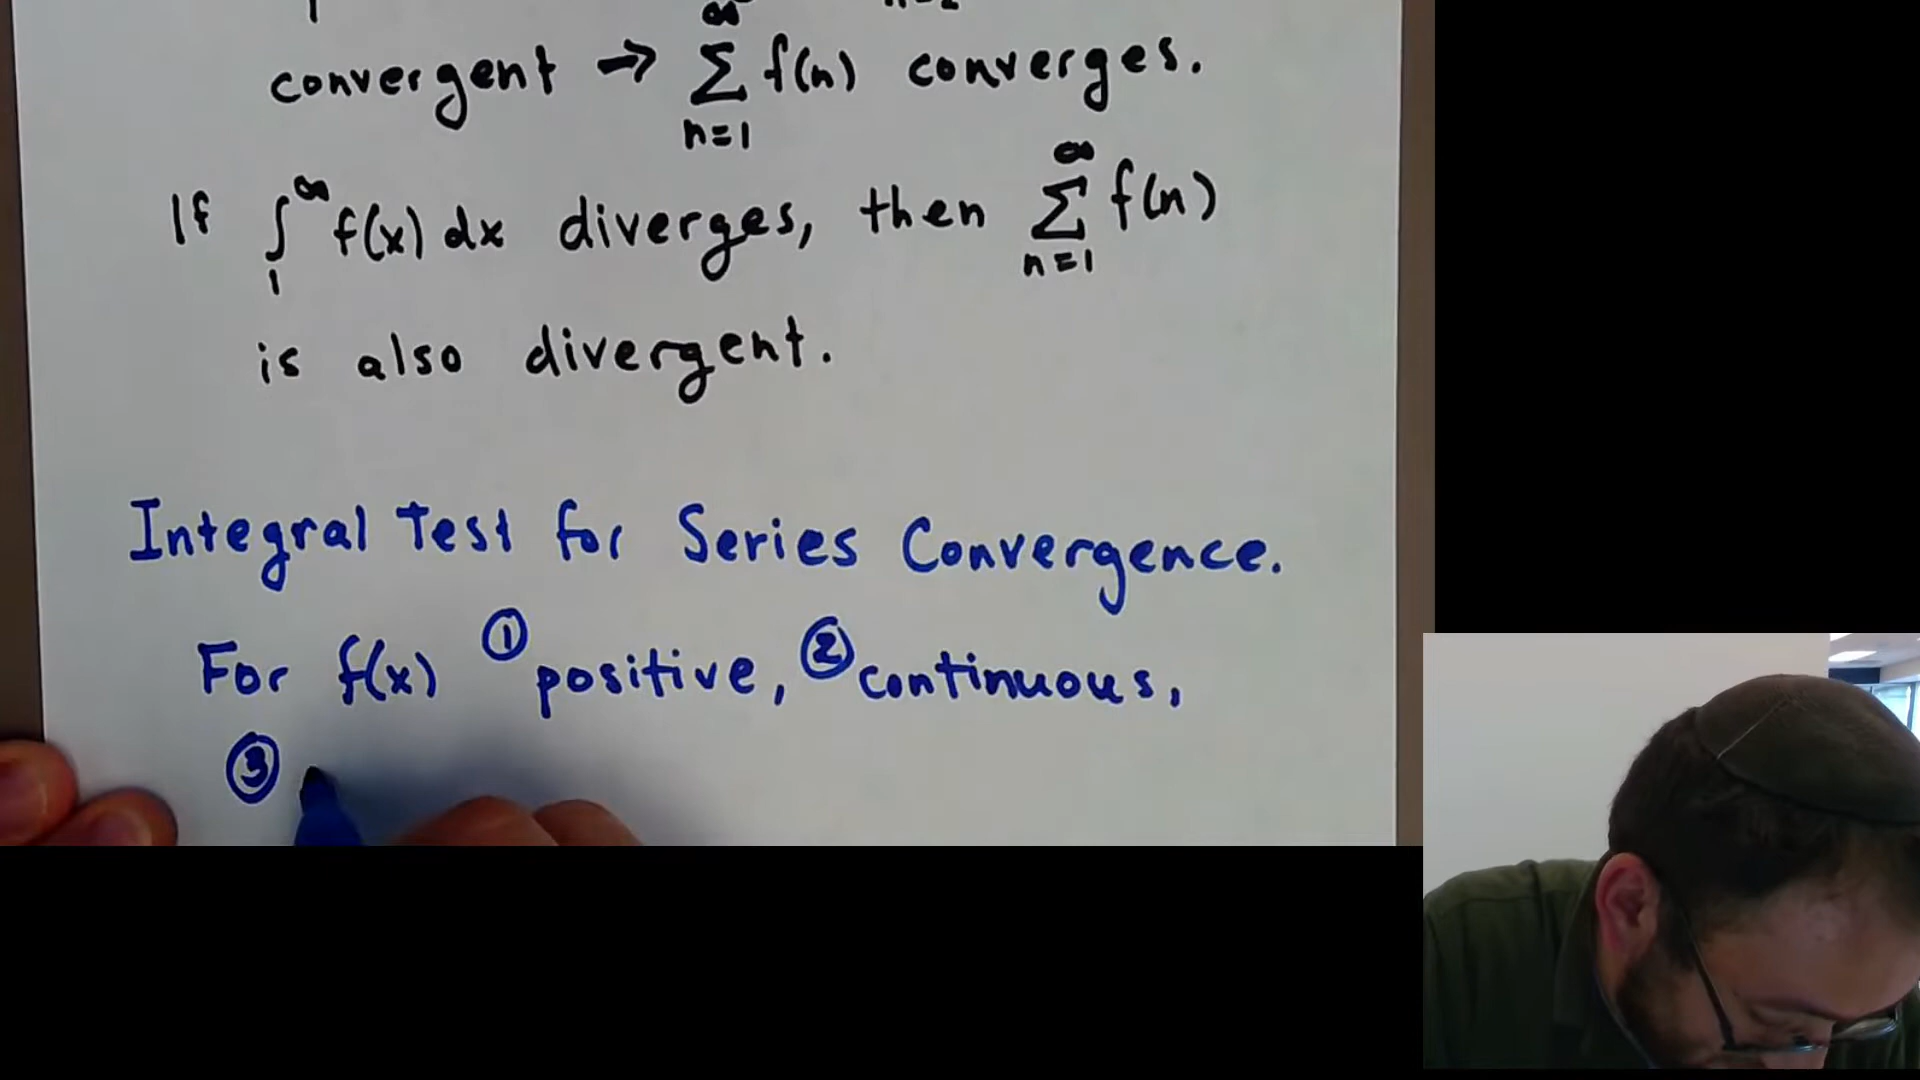 convergent → ∞∑n=1 f(n) converges.
If ∫₁^∞ f(x) dx diverges, then ∞∑n=1 f(n)
is also divergent.
Integral Test for Series Convergence.
For f(x) ① positive, ② continuous,
③